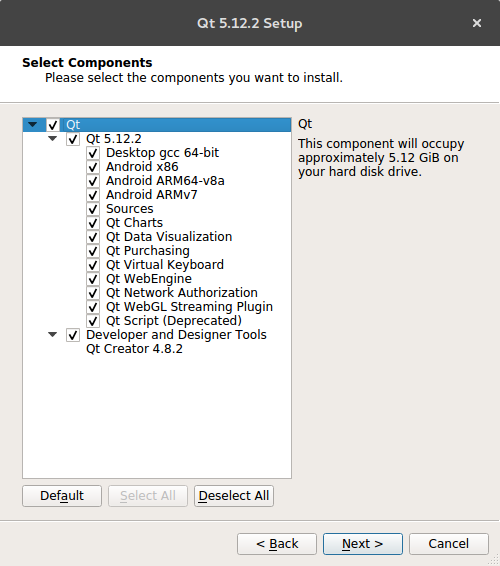 Qt 5.12.2 Setup
Select Components
Please select the components you want to install.
Qt
Qt 5.12.2
Desktop gcc 64-bit
Android x86
Android ARM64-v8a
Android ARMv7
Sources
Qt Charts
Qt Data Visualization
Qt Purchasing
Qt Virtual Keyboard
Qt WebEngine
Qt Network Authorization
Qt WebGL Streaming Plugin
Qt Script (Deprecated)
Developer and Designer Tools
Qt Creator 4.8.2
Qt
This component will occupy
approximately 5.12 GiB on
your hard disk drive.
Default
Select All
Deselect All
< Back
Next >
Cancel